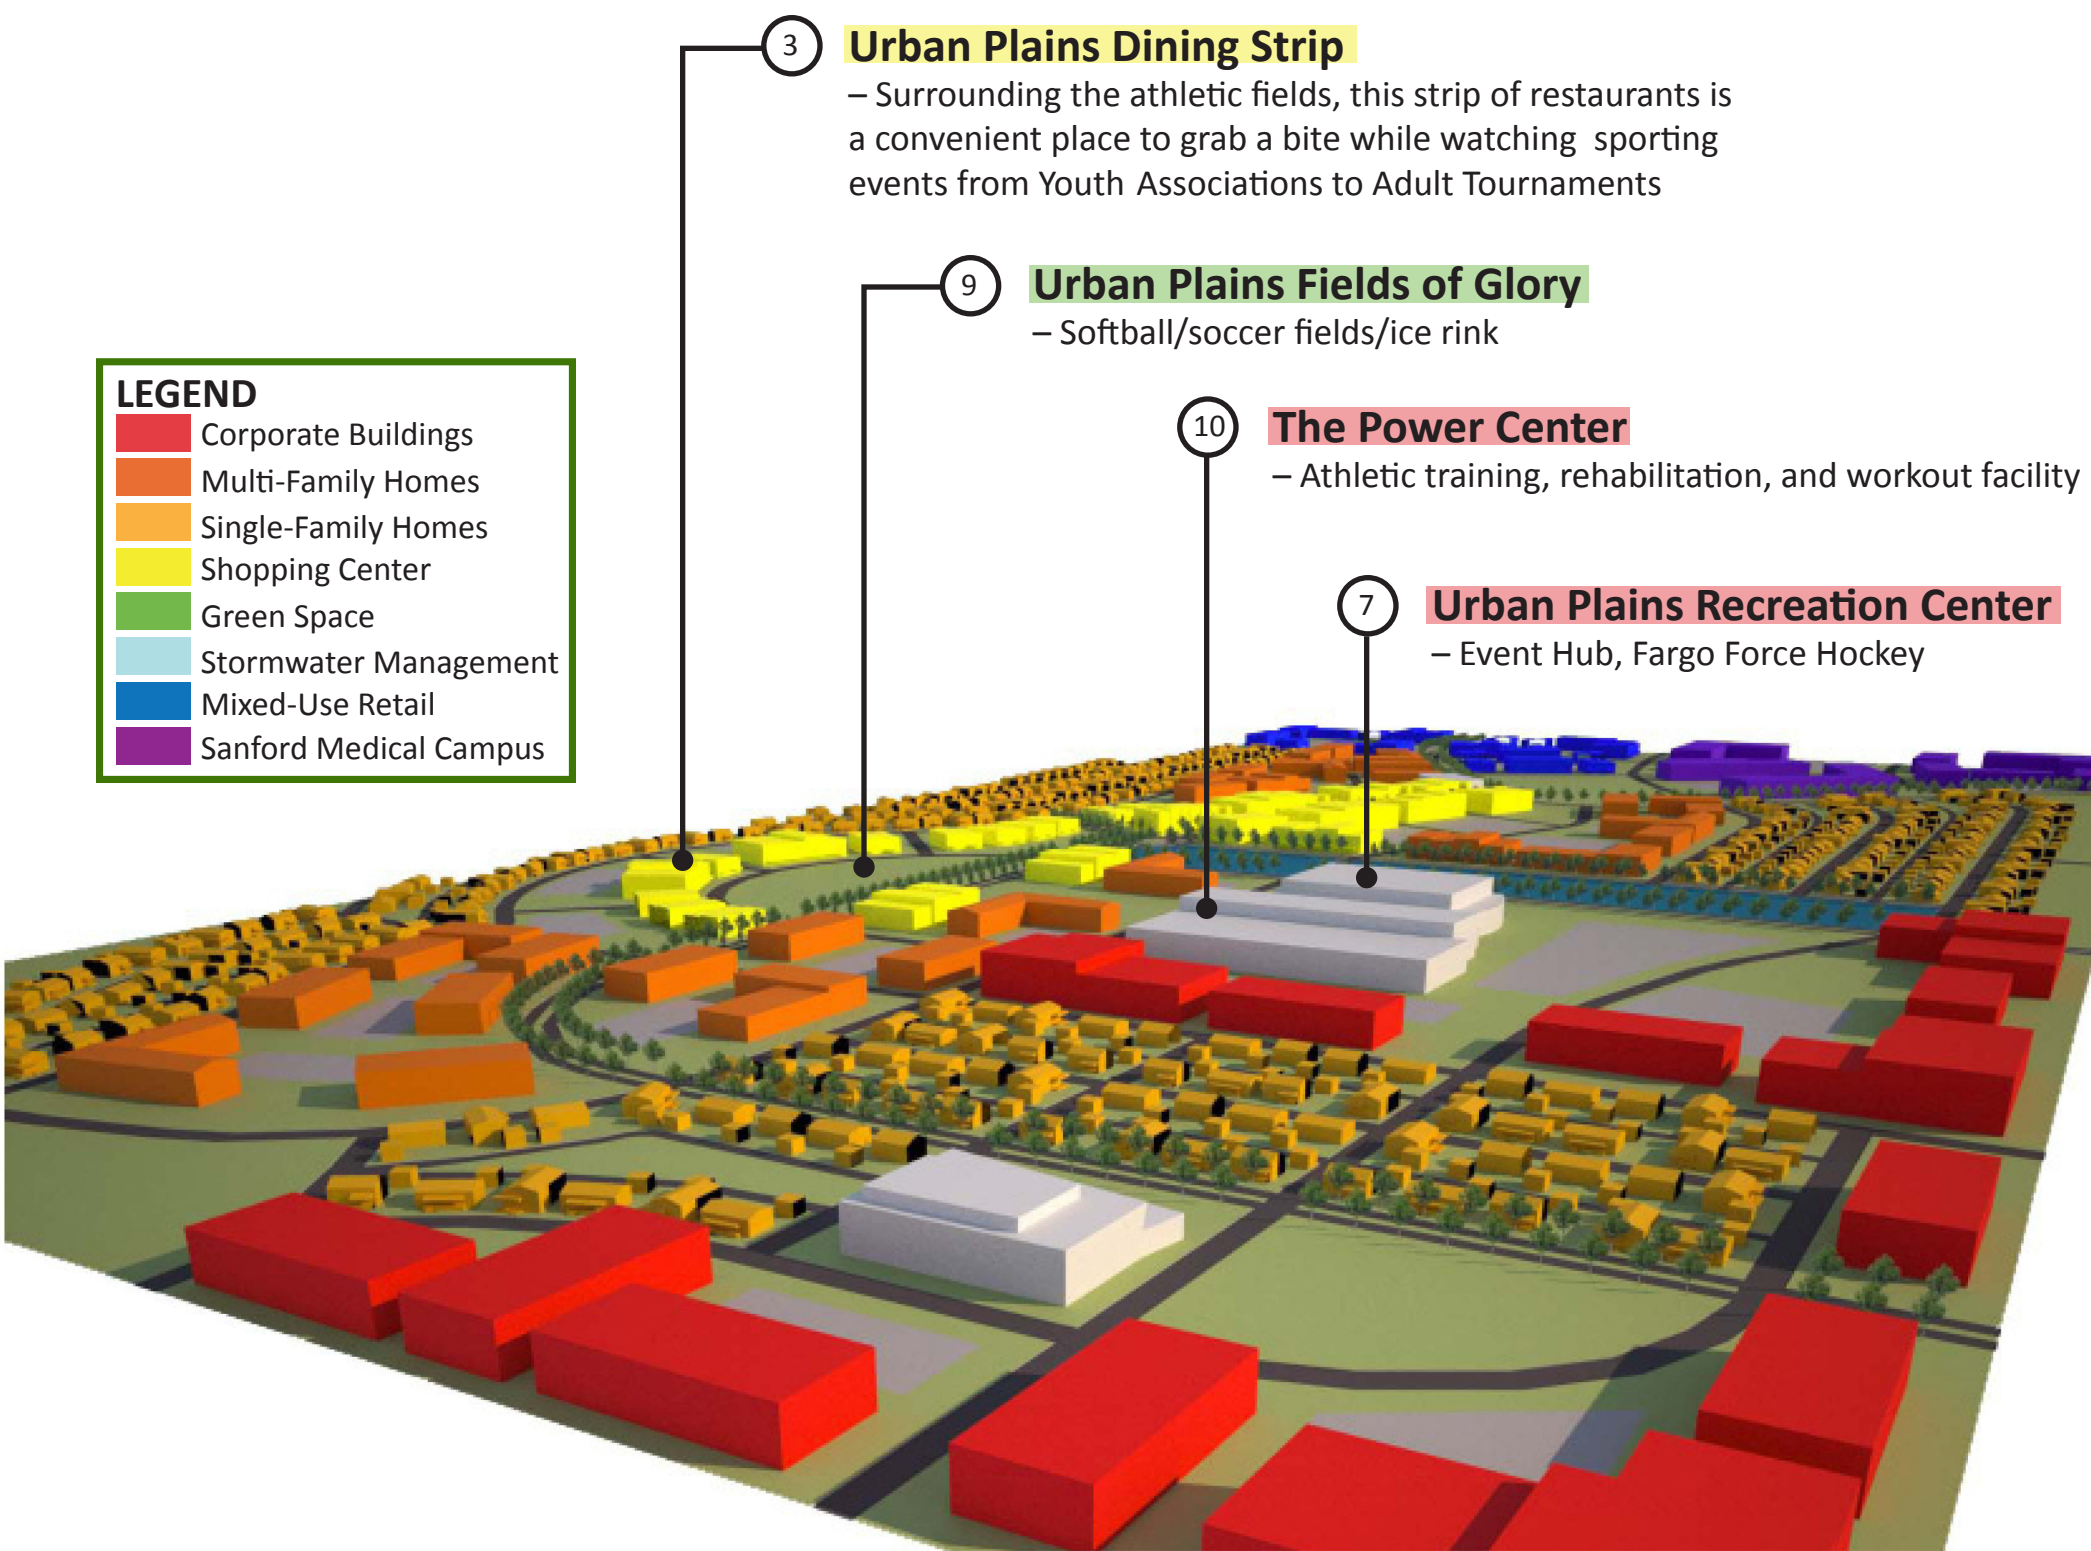 3
Urban Plains Dining Strip
– Surrounding the athletic fields, this strip of restaurants is
a convenient place to grab a bite while watching sporting
events from Youth Associations to Adult Tournaments
9
Urban Plains Fields of Glory
– Softball/soccer fields/ice rink
10
The Power Center
– Athletic training, rehabilitation, and workout facility
7
Urban Plains Recreation Center
– Event Hub, Fargo Force Hockey
LEGEND
Corporate Buildings
Multi-Family Homes
Single-Family Homes
Shopping Center
Green Space
Stormwater Management
Mixed-Use Retail
Sanford Medical Campus